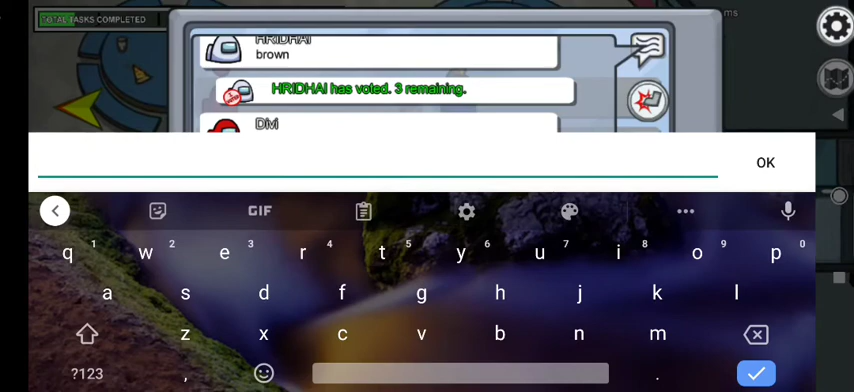 TOTAL TASKS COMPLETED
ms
HRIDHAI
brown
HRIDHAI has voted. 3 remaining.
Divi
OK
GIF
q 1 w 2 e 3 r 4 t 5 y 6 u 7 i 8 o 9 p 0
a s d f g h j k l
z x c v b n m
?123 , .